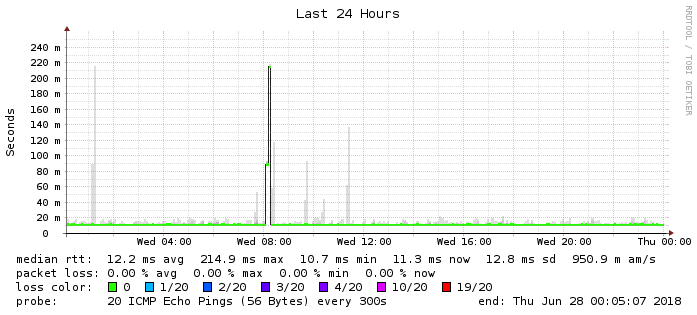 Last 24 Hours
RRDTOOL / TOBI OETIKER
Seconds
240 m
220 m
200 m
180 m
160 m
140 m
120 m
100 m
80 m
60 m
40 m
20 m
0
Wed 04:00 Wed 08:00 Wed 12:00 Wed 16:00 Wed 20:00 Thu 00:00
median rtt: 12.2 ms avg 214.9 ms max 10.7 ms min 11.3 ms now 12.8 ms sd 950.9 m am/s
packet loss: 0.00 % avg 0.00 % max 0.00 % min 0.00 % now
loss color: 0 1/20 2/20 3/20 4/20 10/20 19/20
probe: 20 ICMP Echo Pings (56 Bytes) every 300s end: Thu Jun 28 00:05:07 2018